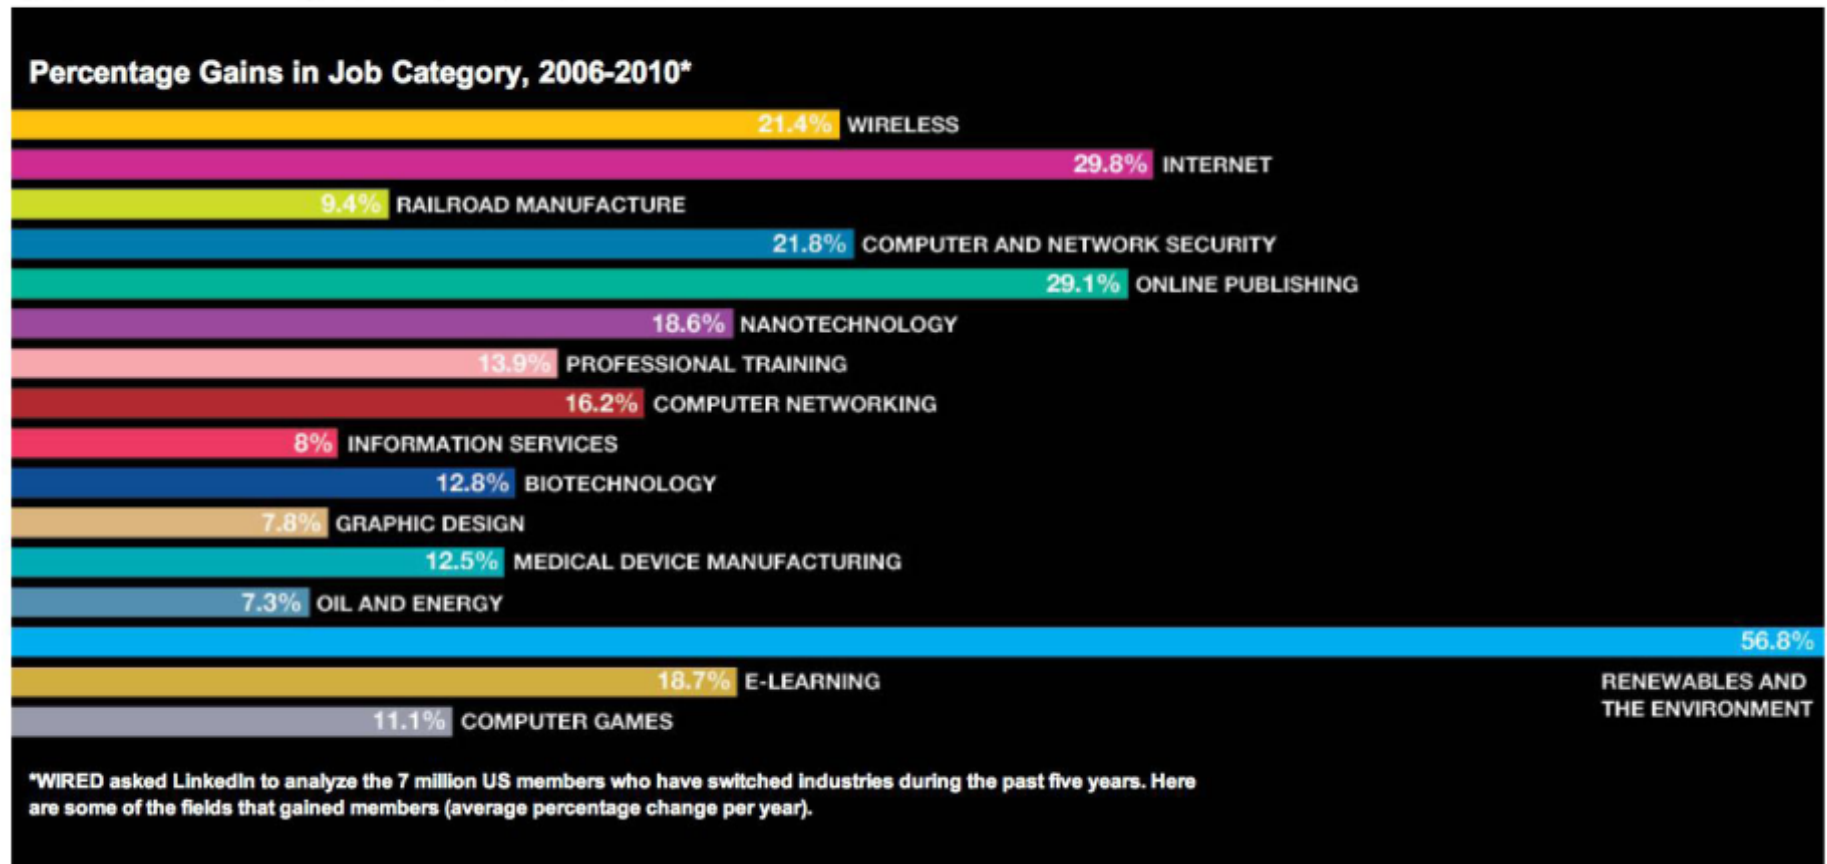 Percentage Gains in Job Category, 2006-2010*
21.4% WIRELESS
29.8% INTERNET
9.4% RAILROAD MANUFACTURE
21.8% COMPUTER AND NETWORK SECURITY
29.1% ONLINE PUBLISHING
18.6% NANOTECHNOLOGY
13.9% PROFESSIONAL TRAINING
16.2% COMPUTER NETWORKING
8% INFORMATION SERVICES
12.8% BIOTECHNOLOGY
7.8% GRAPHIC DESIGN
12.5% MEDICAL DEVICE MANUFACTURING
7.3% OIL AND ENERGY
56.8%
RENEWABLES AND
THE ENVIRONMENT
18.7% E-LEARNING
11.1% COMPUTER GAMES
*WIRED asked LinkedIn to analyze the 7 million US members who have switched industries during the past five years. Here
are some of the fields that gained members (average percentage change per year).